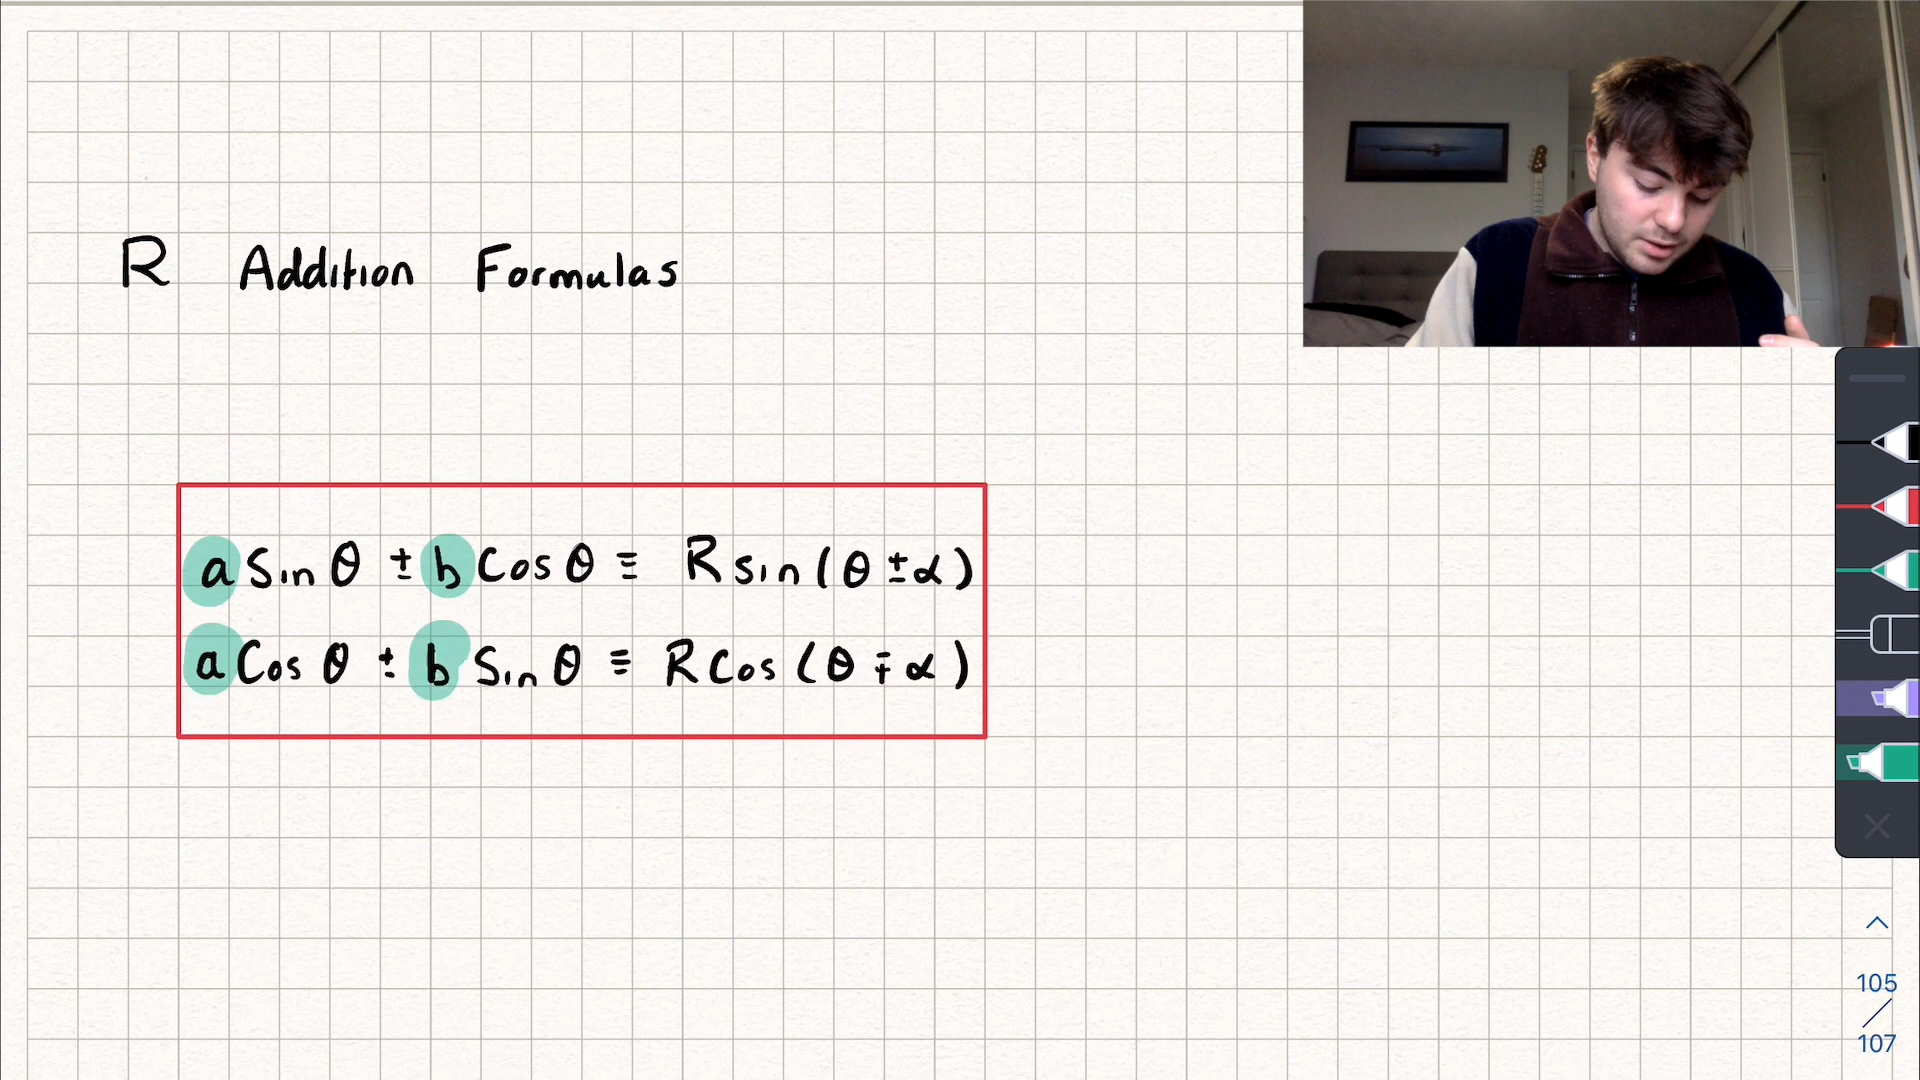 R Addition Formulas
a Sin θ ± b Cos θ ≡ R sin (θ ± α)
a Cos θ ± b Sin θ ≡ R Cos (θ ∓ α)
105
/
107